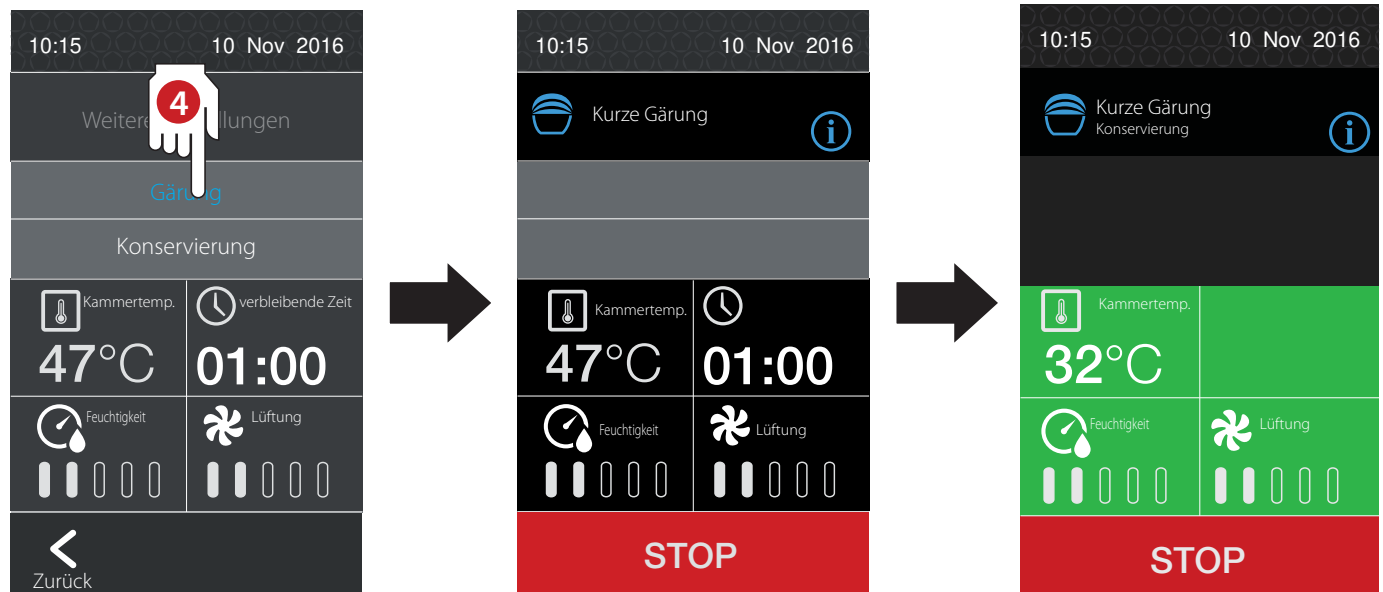 10:15 10 Nov 2016
4
Weitere llungen
Gärung
Konservierung
Kammertemp. verbleibende Zeit
47°C 01:00
Feuchtigkeit Lüftung
Zurück
10:15 10 Nov 2016
Kurze Gärung i
Kammertemp.
47°C 01:00
Feuchtigkeit Lüftung
STOP
10:15 10 Nov 2016
Kurze Gärung
Konservierung i
Kammertemp.
32°C
Feuchtigkeit Lüftung
STOP